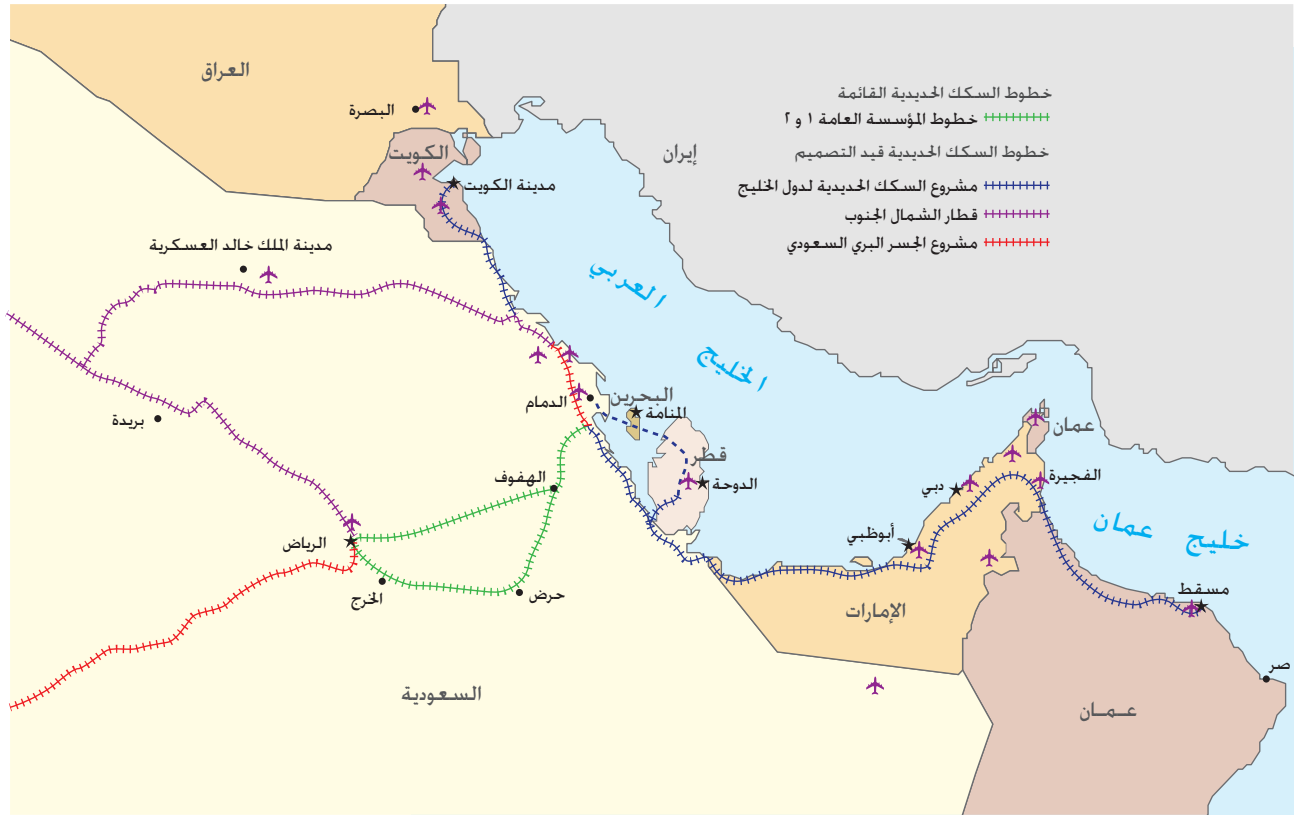 العراق
البصرة
الكويت
مدينة الكويت
إيران
خطوط السكك الحديدية القائمة
خطوط المؤسسة العامة ١ و ٢
خطوط السكك الحديدية قيد التصميم
مشروع السكك الحديدية لدول الخليج
قطار الشمال الجنوب
مشروع الجسر البري السعودي
مدينة الملك خالد العسكرية
الخليج العربي
بريدة
الدمام
البحرين
المنامة
قطر
الدوحة
الهفوف
الرياض
الخرج
حرض
السعودية
عمان
الفجيرة
دبي
أبوظبي
الإمارات
خليج عمان
مسقط
صر
عـمـان